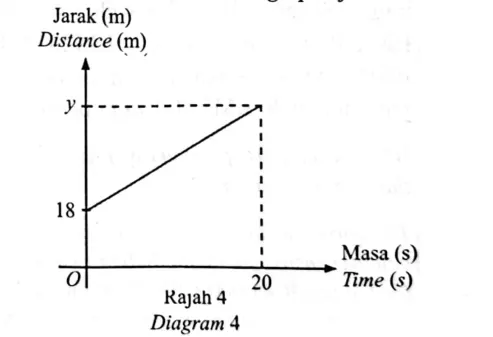 Jarak (m)
Distance (m)
y
18
O
20
Masa (s)
Time (s)
Rajah 4
Diagram 4